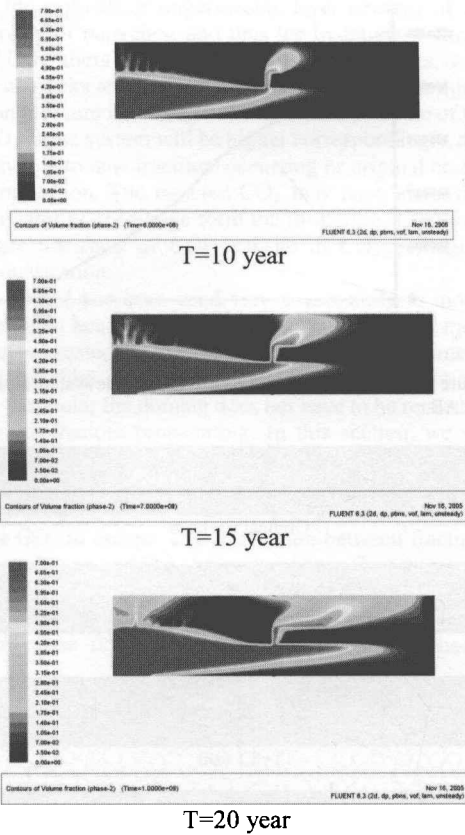 7.00e-01
6.65e-01
6.30e-01
5.95e-01
5.60e-01
5.25e-01
4.90e-01
4.55e-01
4.20e-01
3.85e-01
3.50e-01
3.15e-01
2.80e-01
2.45e-01
2.10e-01
1.75e-01
1.40e-01
1.05e-01
7.00e-02
3.50e-02
0.00e+00
Contours of Volume fraction (phase-2) (Time=6.0000e+08)
Nov 16, 2005
FLUENT 6.3 (2d, dp, pbns, vof, lam, unsteady)
T=10 year
7.00e-01
6.65e-01
6.30e-01
5.95e-01
5.60e-01
5.25e-01
4.90e-01
4.55e-01
4.20e-01
3.85e-01
3.50e-01
3.15e-01
2.80e-01
2.45e-01
2.10e-01
1.75e-01
1.40e-01
1.05e-01
7.00e-02
3.50e-02
0.00e+00
Contours of Volume fraction (phase-2) (Time=7.0000e+08)
Nov 16, 2005
FLUENT 6.3 (2d, dp, pbns, vof, lam, unsteady)
T=15 year
7.00e-01
6.65e-01
6.30e-01
5.95e-01
5.60e-01
5.25e-01
4.90e-01
4.55e-01
4.20e-01
3.85e-01
3.50e-01
3.15e-01
2.80e-01
2.45e-01
2.10e-01
1.75e-01
1.40e-01
1.05e-01
7.00e-02
3.50e-02
0.00e+00
Contours of Volume fraction (phase-2) (Time=1.0000e+09)
Nov 16, 2005
FLUENT 6.3 (2d, dp, pbns, vof, lam, unsteady)
T=20 year